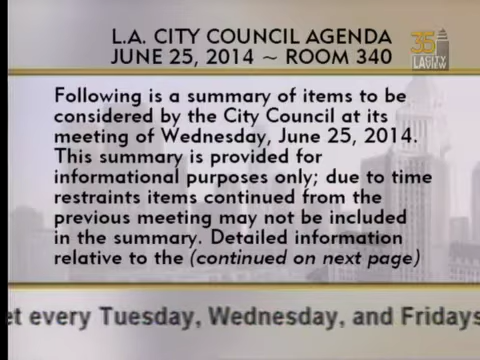 L.A. CITY COUNCIL AGENDA
JUNE 25, 2014 ~ ROOM 340
35
LA CITY
VIEW
Following is a summary of items to be
considered by the City Council at its
meeting of Wednesday, June 25, 2014.
This summary is provided for
informational purposes only; due to time
restraints items continued from the
previous meeting may not be included
in the summary. Detailed information
relative to the (continued on next page)
et every Tuesday, Wednesday, and Fridays